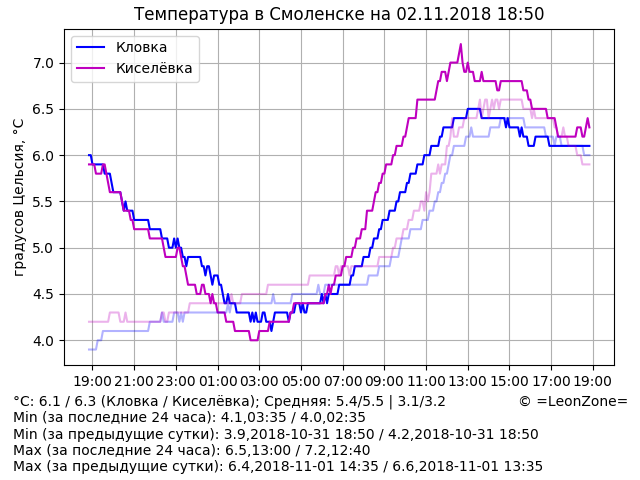 Температура в Смоленске на 02.11.2018 18:50
Кловка
Киселёвка
градусов Цельсия, °C
7.0
6.5
6.0
5.5
5.0
4.5
4.0
19:00 21:00 23:00 01:00 03:00 05:00 07:00 09:00 11:00 13:00 15:00 17:00 19:00
°C: 6.1 / 6.3 (Кловка / Киселёвка); Средняя: 5.4/5.5 | 3.1/3.2 © =LeonZone=
Min (за последние 24 часа): 4.1,03:35 / 4.0,02:35
Min (за предыдущие сутки): 3.9,2018-10-31 18:50 / 4.2,2018-10-31 18:50
Max (за последние 24 часа): 6.5,13:00 / 7.2,12:40
Max (за предыдущие сутки): 6.4,2018-11-01 14:35 / 6.6,2018-11-01 13:35